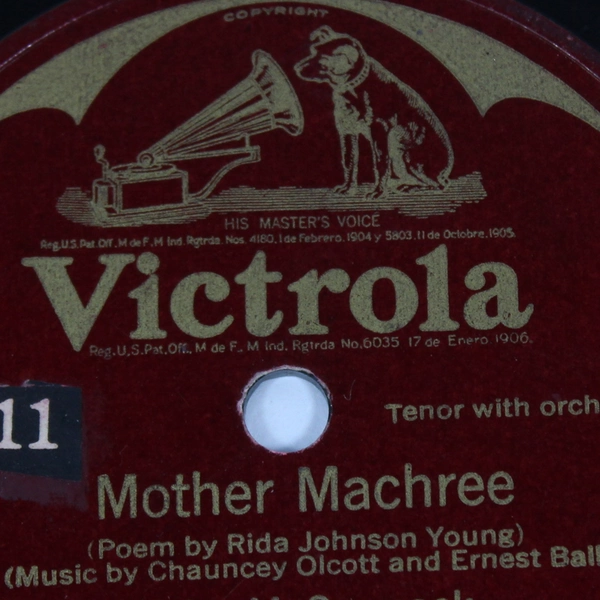 COPYRIGHT
HIS MASTER'S VOICE
Reg.U.S.Pat.Off. M de F. M Ind. Rgtrda. Nos. 4180, 1 de Febrero. 1904 y 5803, 11 de Octubre. 1905.
Victrola
Reg.U.S.Pat.Off., M de F., M Ind. Rgtrda No. 6035 17 de Enero 1906.
11
Tenor with orch
Mother Machree
(Poem by Rida Johnson Young)
(Music by Chauncey Olcott and Ernest Ball